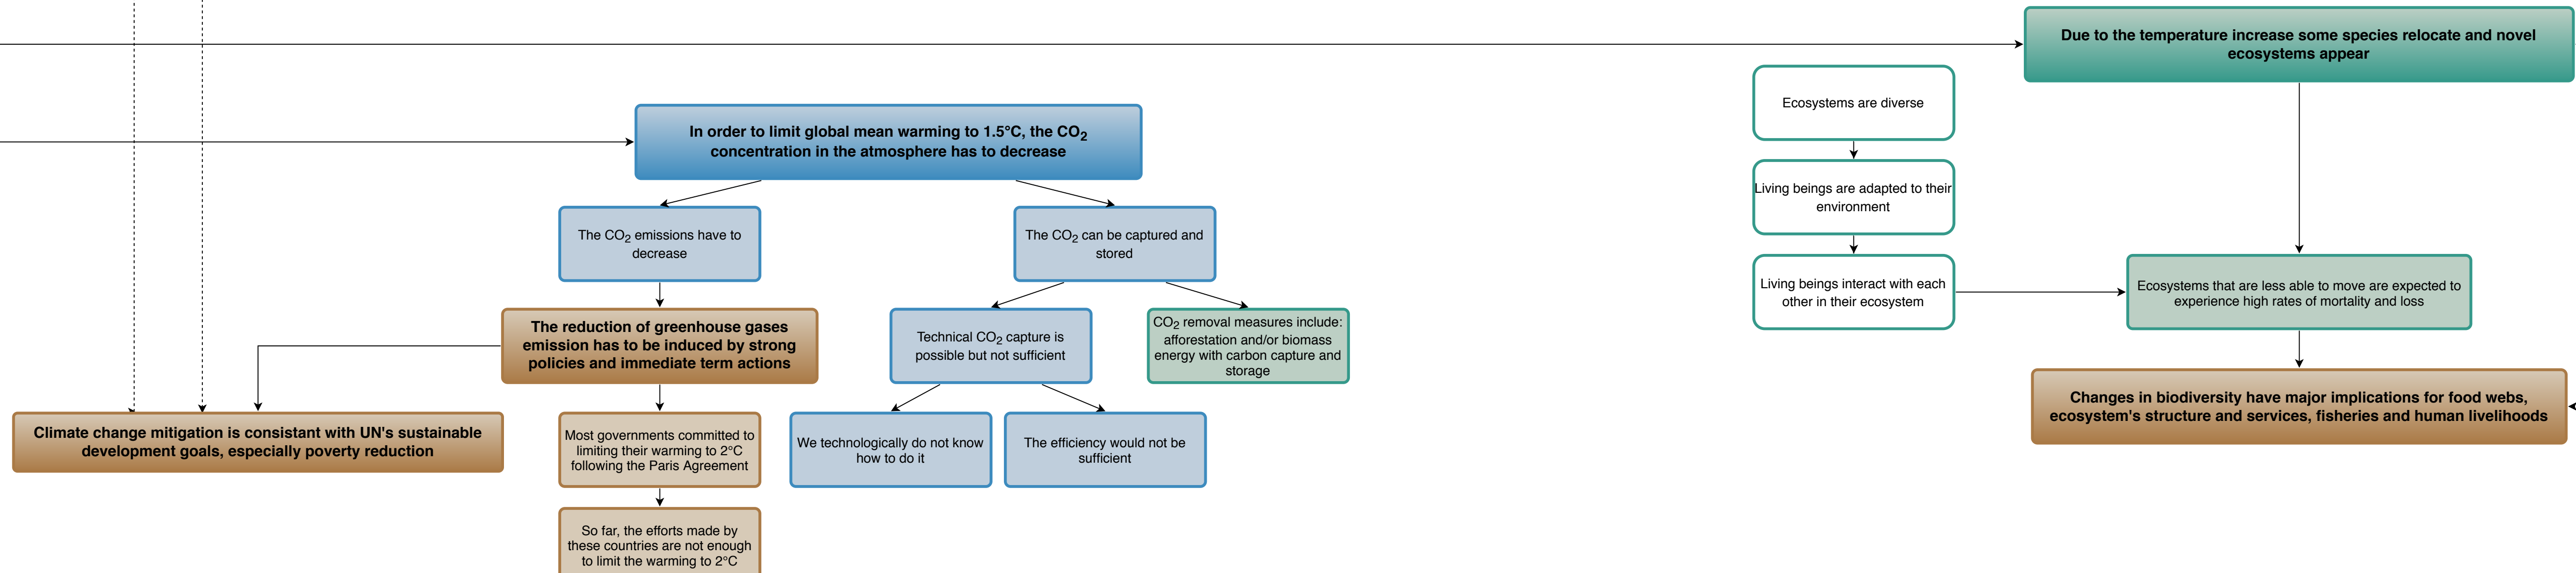 Due to the temperature increase some species relocate and novel
ecosystems appear
Ecosystems are diverse
In order to limit global mean warming to 1.5°C, the CO2
concentration in the atmosphere has to decrease
Living beings are adapted to their
environment
The CO2 emissions have to
decrease
The CO2 can be captured and
stored
Living beings interact with each
other in their ecosystem
Ecosystems that are less able to move are expected to
experience high rates of mortality and loss
The reduction of greenhouse gases
emission has to be induced by strong
policies and immediate term actions
Technical CO2 capture is
possible but not sufficient
CO2 removal measures include:
afforestation and/or biomass
energy with carbon capture and
storage
Changes in biodiversity have major implications for food webs,
ecosystem's structure and services, fisheries and human livelihoods
Climate change mitigation is consistant with UN's sustainable
development goals, especially poverty reduction
Most governments committed to
limiting their warming to 2°C
following the Paris Agreement
We technologically do not know
how to do it
The efficiency would not be
sufficient
So far, the efforts made by
these countries are not enough
to limit the warming to 2°C